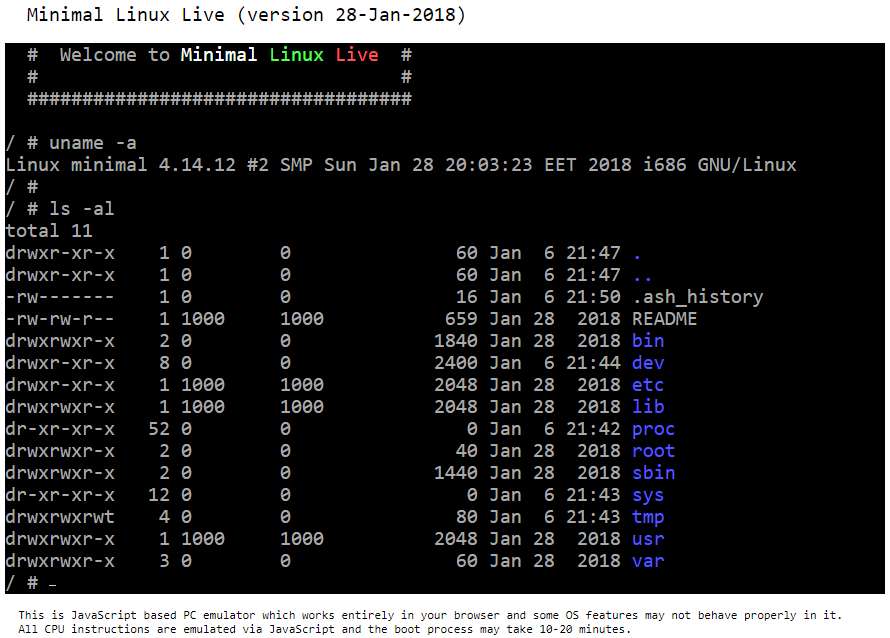 Minimal Linux Live (version 28-Jan-2018)
#  Welcome to Minimal Linux Live  #
#                                 #
###################################
/ # uname -a
Linux minimal 4.14.12 #2 SMP Sun Jan 28 20:03:23 EET 2018 i686 GNU/Linux
/ #
/ # ls -al
total 11
drwxr-xr-x    1 0        0               60 Jan  6 21:47 .
drwxr-xr-x    1 0        0               60 Jan  6 21:47 ..
-rw-------    1 0        0               16 Jan  6 21:50 .ash_history
-rw-rw-r--    1 1000     1000           659 Jan 28  2018 README
drwxrwxr-x    2 0        0             1840 Jan 28  2018 bin
drwxr-xr-x    8 0        0             2400 Jan  6 21:44 dev
drwxr-xr-x    1 1000     1000          2048 Jan 28  2018 etc
drwxrwxr-x    1 1000     1000          2048 Jan 28  2018 lib
dr-xr-xr-x   52 0        0                0 Jan  6 21:42 proc
drwxrwxr-x    2 0        0               40 Jan 28  2018 root
drwxrwxr-x    2 0        0             1440 Jan 28  2018 sbin
dr-xr-xr-x   12 0        0                0 Jan  6 21:43 sys
drwxrwxrwt    4 0        0               80 Jan  6 21:43 tmp
drwxrwxr-x    1 1000     1000          2048 Jan 28  2018 usr
drwxrwxr-x    3 0        0               60 Jan 28  2018 var
/ # _
This is JavaScript based PC emulator which works entirely in your browser and some OS features may not behave properly in it.
All CPU instructions are emulated via JavaScript and the boot process may take 10-20 minutes.